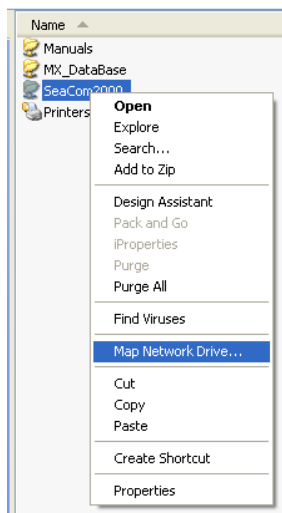 Name
Manuals
MX_DataBase
SeaCom2000
Printers
Open
Explore
Search...
Add to Zip
Design Assistant
Pack and Go
iProperties
Purge
Purge All
Find Viruses
Map Network Drive...
Cut
Copy
Paste
Create Shortcut
Properties